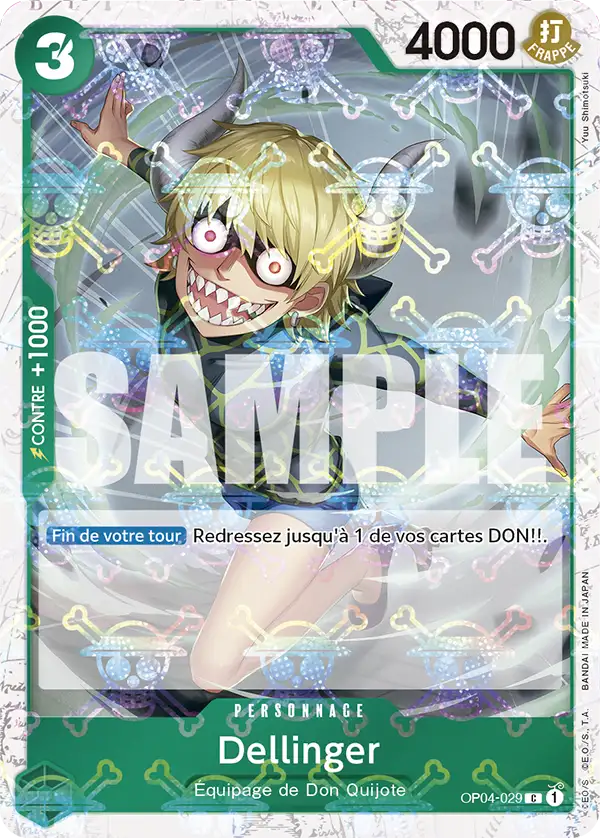 3
4000
打
FRAPPE
Yuu Shimotsuki
CONTRE +1000
SAMPLE
Fin de votre tour Redressez jusqu'à 1 de vos cartes DON!!.
PERSONNAGE
Dellinger
Équipage de Don Quijote
OP04-029 C 1
©E.O./S. ©E.O./S., T.A. BANDAI MADE IN JAPAN